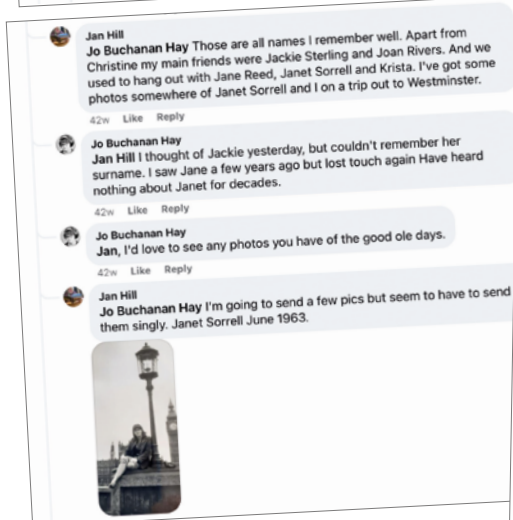 Jan Hill
Jo Buchanan Hay Those are all names I remember well. Apart from
Christine my main friends were Jackie Sterling and Joan Rivers. And we
used to hang out with Jane Reed, Janet Sorrell and Krista. I've got some
photos somewhere of Janet Sorrell and I on a trip out to Westminster.
42w Like Reply
Jo Buchanan Hay
Jan Hill I thought of Jackie yesterday, but couldn't remember her
surname. I saw Jane a few years ago but lost touch again Have heard
nothing about Janet for decades.
42w Like Reply
Jo Buchanan Hay
Jan, I'd love to see any photos you have of the good ole days.
42w Like Reply
Jan Hill
Jo Buchanan Hay I'm going to send a few pics but seem to have to send
them singly. Janet Sorrell June 1963.